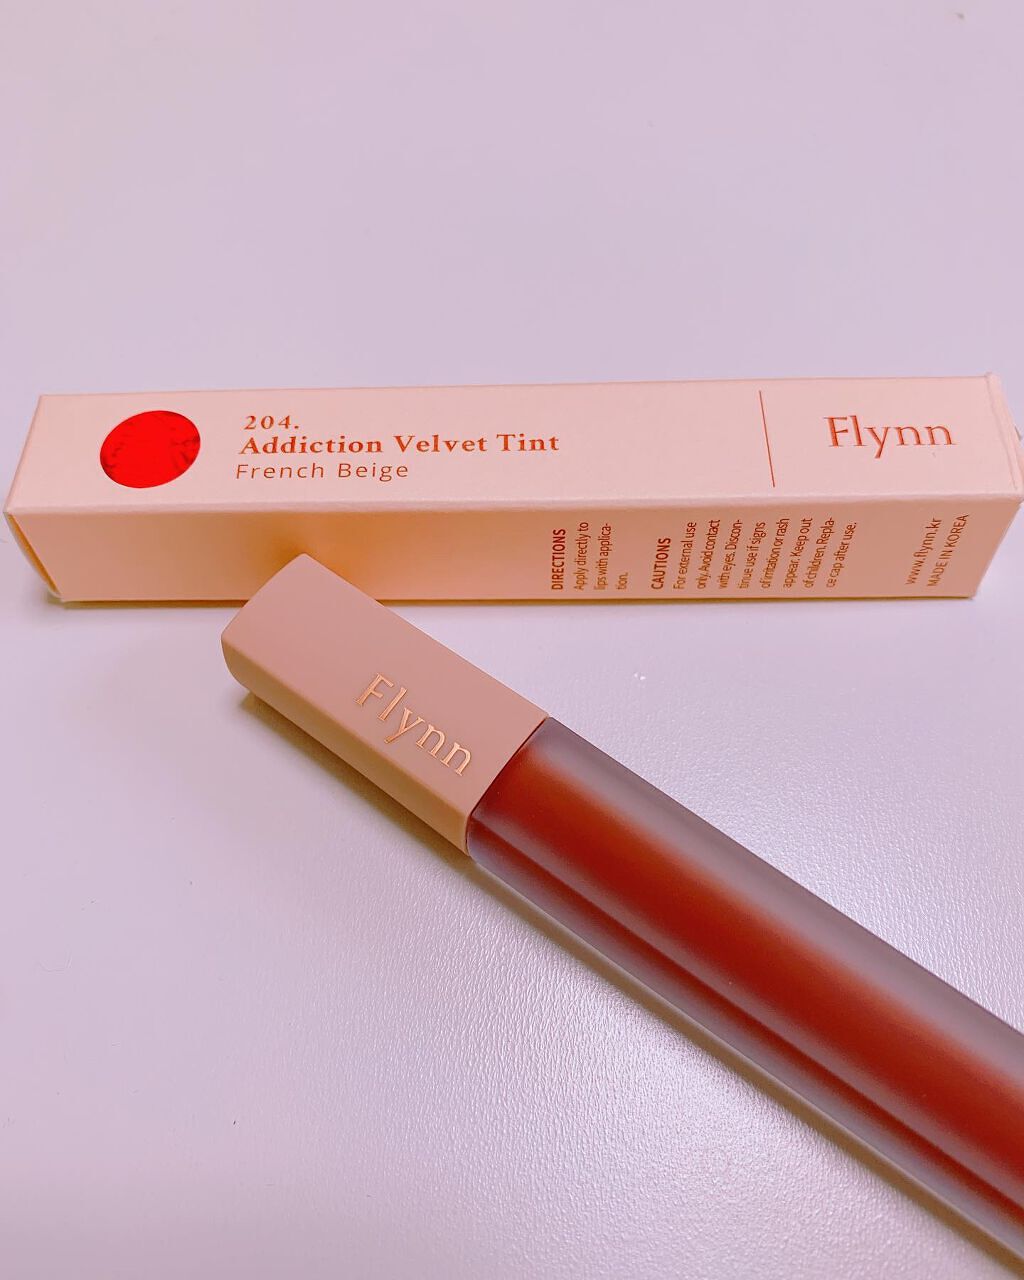 204.
Addiction Velvet Tint
French Beige
Flynn
DIRECTIONS
Apply directly to
lips with applica-
tion.
CAUTIONS
For external use
only. Avoid contact
with eyes. Discon-
tinue use if signs
of irritation or rash
appear. Keep out
of children. Repla-
ce cap after use.
www.flynn.kr
MADE IN KOREA
Flynn